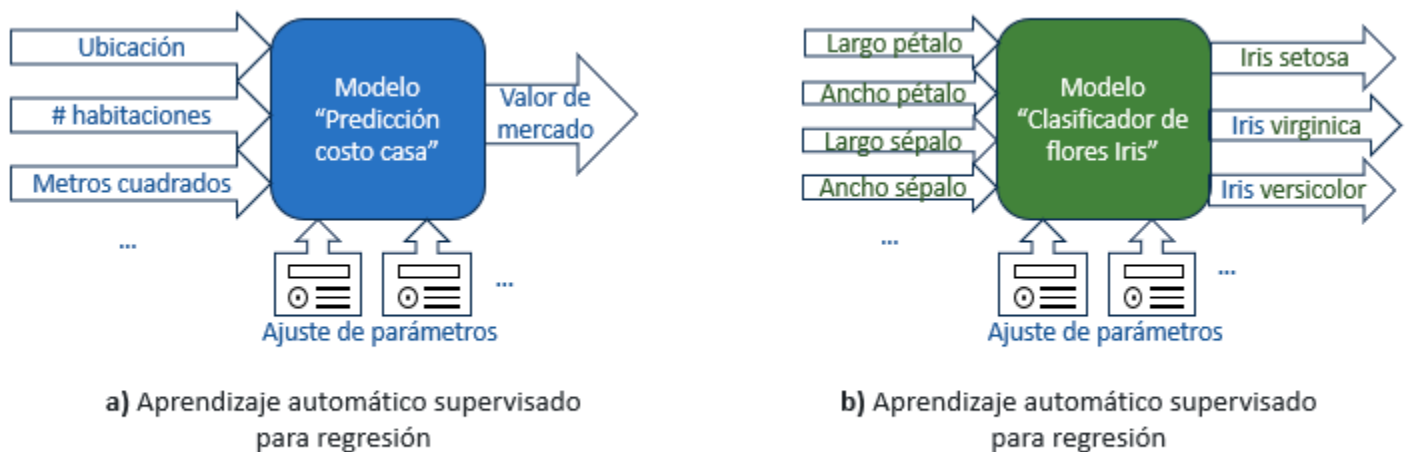 Ubicación
# habitaciones
Metros cuadrados
...
Modelo
“Predicción
costo casa”
Valor de
mercado
...
Ajuste de parámetros
a) Aprendizaje automático supervisado
para regresión
Largo pétalo
Ancho pétalo
Largo sépalo
Ancho sépalo
...
Modelo
“Clasificador de
flores Iris”
Iris setosa
Iris virginica
Iris versicolor
...
Ajuste de parámetros
b) Aprendizaje automático supervisado
para regresión